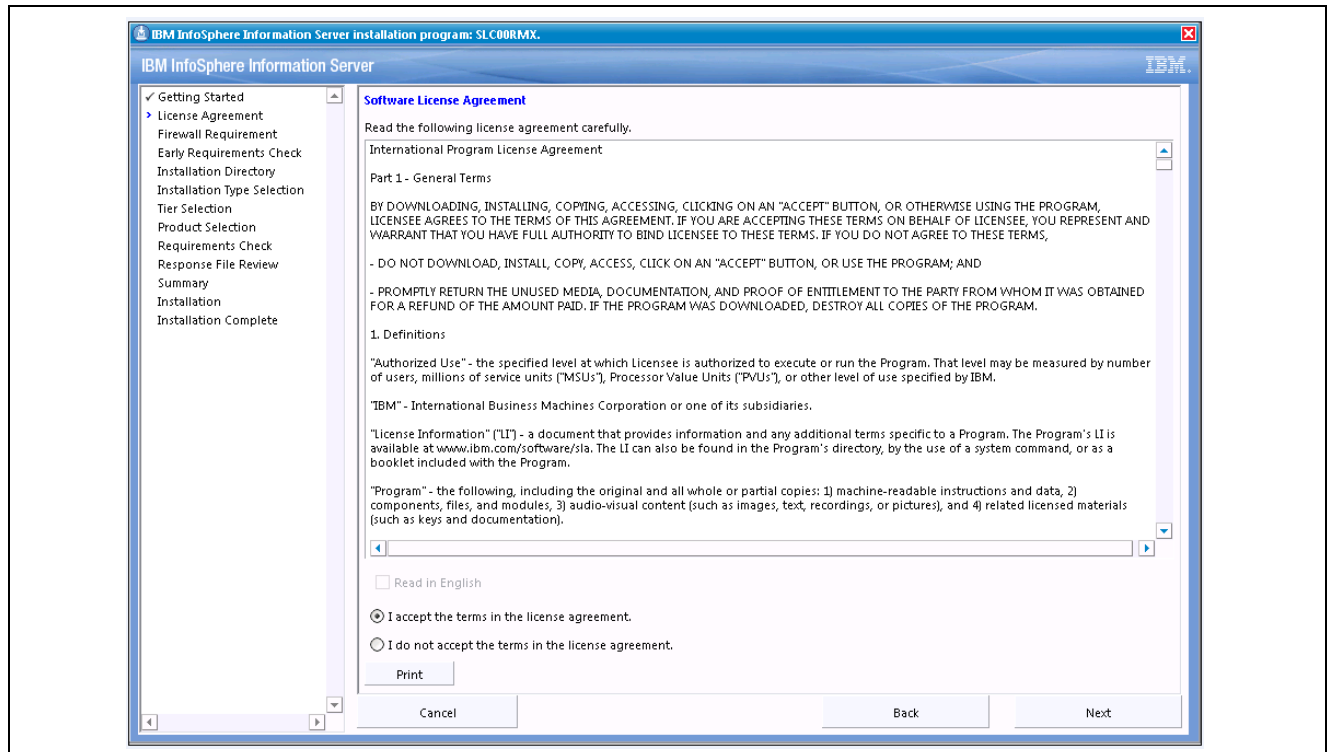 IBM InfoSphere Information Server installation program: SLC00RMX.
IBM InfoSphere Information Server
IBM.
✓ Getting Started
> License Agreement
Firewall Requirement
Early Requirements Check
Installation Directory
Installation Type Selection
Tier Selection
Product Selection
Requirements Check
Response File Review
Summary
Installation
Installation Complete
Software License Agreement
Read the following license agreement carefully.
International Program License Agreement
Part 1 - General Terms
BY DOWNLOADING, INSTALLING, COPYING, ACCESSING, CLICKING ON AN "ACCEPT" BUTTON, OR OTHERWISE USING THE PROGRAM,
LICENSEE AGREES TO THE TERMS OF THIS AGREEMENT. IF YOU ARE ACCEPTING THESE TERMS ON BEHALF OF LICENSEE, YOU REPRESENT AND
WARRANT THAT YOU HAVE FULL AUTHORITY TO BIND LICENSEE TO THESE TERMS. IF YOU DO NOT AGREE TO THESE TERMS,
- DO NOT DOWNLOAD, INSTALL, COPY, ACCESS, CLICK ON AN "ACCEPT" BUTTON, OR USE THE PROGRAM; AND
- PROMPTLY RETURN THE UNUSED MEDIA, DOCUMENTATION, AND PROOF OF ENTITLEMENT TO THE PARTY FROM WHOM IT WAS OBTAINED
FOR A REFUND OF THE AMOUNT PAID. IF THE PROGRAM WAS DOWNLOADED, DESTROY ALL COPIES OF THE PROGRAM.
1. Definitions
"Authorized Use" - the specified level at which Licensee is authorized to execute or run the Program. That level may be measured by number
of users, millions of service units ("MSUs"), Processor Value Units ("PVUs"), or other level of use specified by IBM.
"IBM" - International Business Machines Corporation or one of its subsidiaries.
"License Information" ("LI") - a document that provides information and any additional terms specific to a Program. The Program's LI is
available at www.ibm.com/software/sla. The LI can also be found in the Program's directory, by the use of a system command, or as a
booklet included with the Program.
"Program" - the following, including the original and all whole or partial copies: 1) machine-readable instructions and data, 2)
components, files, and modules, 3) audio-visual content (such as images, text, recordings, or pictures), and 4) related licensed materials
(such as keys and documentation).
Read in English
I accept the terms in the license agreement.
I do not accept the terms in the license agreement.
Print
Cancel
Back
Next